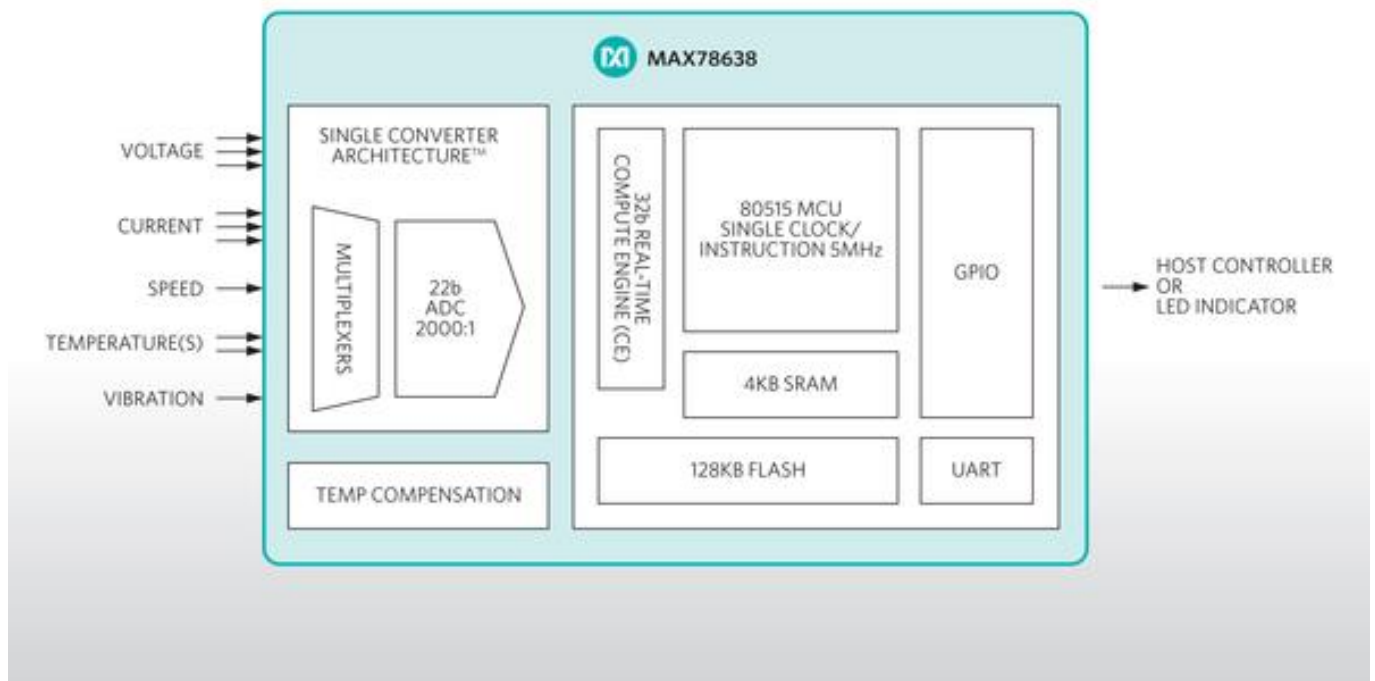 MAX78638
VOLTAGE
CURRENT
SPEED
TEMPERATURE(S)
VIBRATION
SINGLE CONVERTER
ARCHITECTURE™
MULTIPLEXERS
22b
ADC
2000:1
TEMP COMPENSATION
32b REAL-TIME
COMPUTE ENGINE (CE)
80515 MCU
SINGLE CLOCK/
INSTRUCTION 5MHz
4KB SRAM
128KB FLASH
GPIO
UART
HOST CONTROLLER
OR
LED INDICATOR